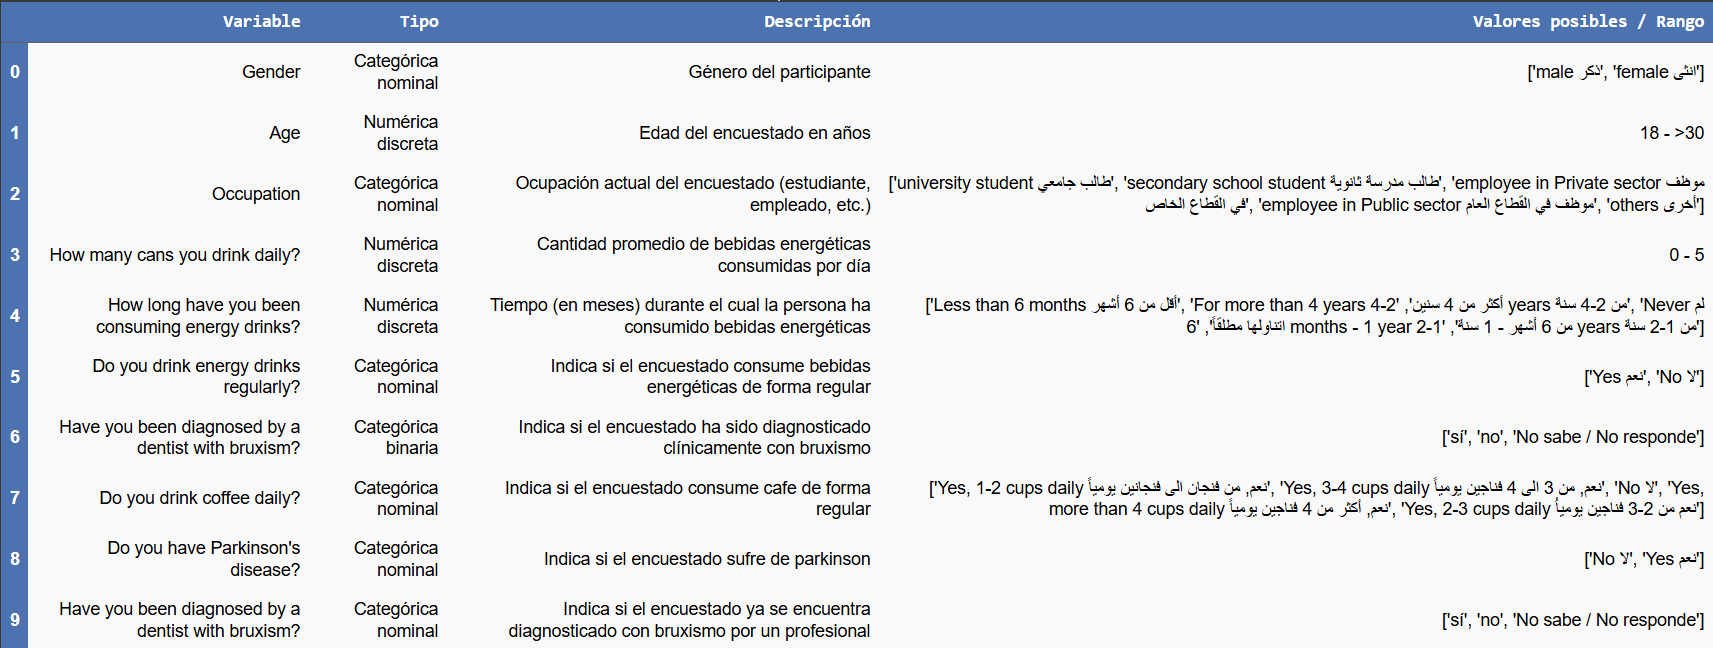 Variable Tipo Descripción Valores posibles / Rango
0 Gender Categórica nominal Género del participante ['male ذكر', 'female انثى']
1 Age Numérica discreta Edad del encuestado en años 18 - >30
2 Occupation Categórica nominal Ocupación actual del encuestado (estudiante,
empleado, etc.) ['university student طالب جامعي', 'secondary school student طالب مدرسة ثانوية', 'employee in Private sector موظف
في القطاع الخاص', 'employee in Public sector موظف في القطاع العام', 'others أخرى']
3 How many cans you drink daily? Numérica discreta Cantidad promedio de bebidas energéticas
consumidas por día 0 - 5
4 How long have you been
consuming energy drinks? Numérica discreta Tiempo (en meses) durante el cual la persona ha
consumido bebidas energéticas ['Less than 6 months أقل من 6 أشهر', 'For more than 4 years أكثر من 4 سنين', '2-4 years من 2-4 سنة', 'Never لم
اتناولها مطلقاً', '6 months - 1 year من 6 أشهر - 1 سنة', '1-2 years من 1-2 سنة']
5 Do you drink energy drinks
regularly? Categórica nominal Indica si el encuestado consume bebidas
energéticas de forma regular ['Yes نعم', 'No لا']
6 Have you been diagnosed by a
dentist with bruxism? Categórica binaria Indica si el encuestado ha sido diagnosticado
clínicamente con bruxismo ['sí', 'no', 'No sabe / No responde']
7 Do you drink coffee daily? Categórica nominal Indica si el encuestado consume cafe de forma
regular ['Yes, 1-2 cups daily نعم, من فنجان الى فنجانين يومياً', 'Yes, 3-4 cups daily نعم, من 3 الى 4 فناجين يومياً', 'No لا', 'Yes,
more than 4 cups daily نعم, أكثر من 4 فناجين يومياً', 'Yes, 2-3 cups daily نعم من 2-3 فناجين يومياُ']
8 Do you have Parkinson's
disease? Categórica nominal Indica si el encuestado sufre de parkinson ['No لا', 'Yes نعم']
9 Have you been diagnosed by a
dentist with bruxism? Categórica nominal Indica si el encuestado ya se encuentra
diagnosticado con bruxismo por un profesional ['sí', 'no', 'No sabe / No responde']